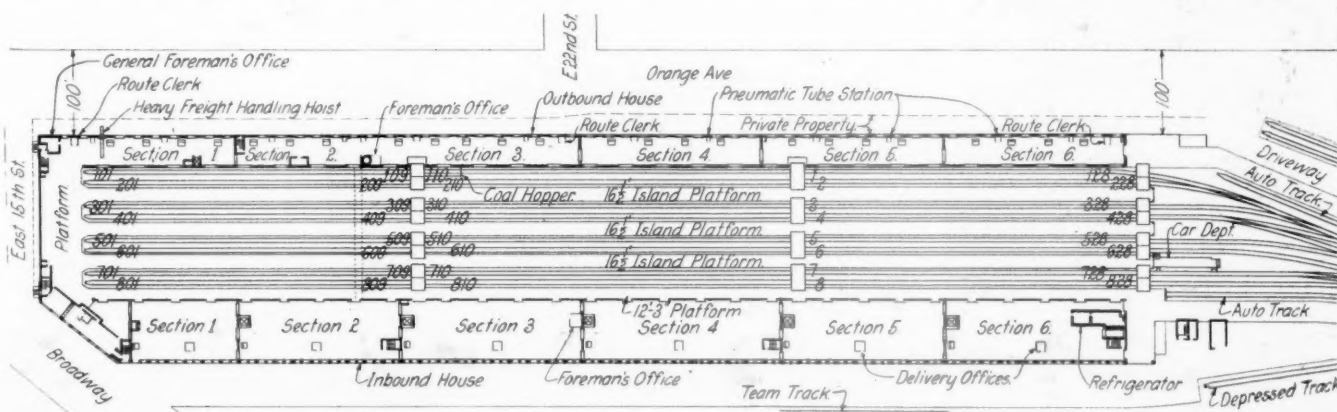 E 22nd St.
General Foreman's Office
100'
Route Clerk
Heavy Freight Handling Hoist
Foreman's Office
Orange Ave
Outbound House
Pneumatic Tube Station
100'
Route Clerk
Private Property
Route Clerk
Section 1
Section 2.
Section 3.
Section 4.
Section 5.
Section 6.
Driveway
Auto Track
East 15th St.
Platform
101
201
109
209
110
210
Coal Hopper
1
2
128
228
16½' Island Platform
301
401
309
409
310
410
3
4
328
428
16½' Island Platform
501
601
509
609
510
610
5
6
528
628
Car Dept.
16½' Island Platform
701
801
709
809
710
810
7
8
728
828
12'-3" Platform
Auto Track
Section 1
Section 2
Section 3
Section 4
Section 5.
Section 6.
Broadway
Inbound House
Foreman's Office
Delivery Offices.
Refrigerator
Team Track
Depressed Track